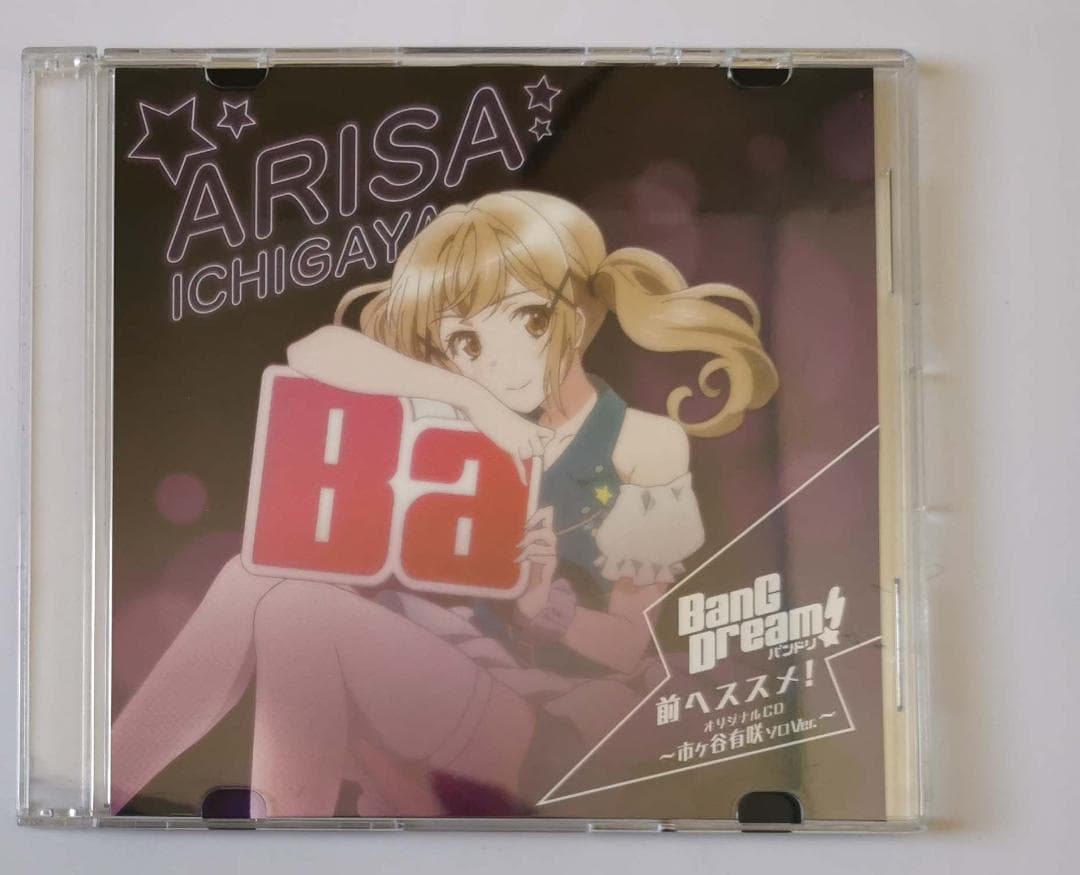 ARISA
ICHIGAYA
Ba
BanG
Dream!
バンドリ
前へススメ!
オリジナルCD
～市ヶ谷有咲ソロVer.～